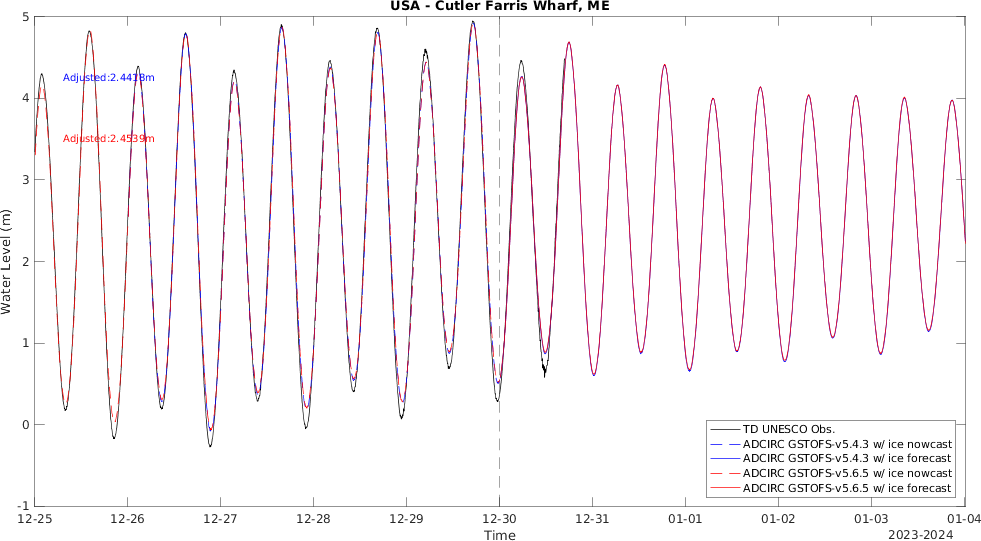 USA - Cutler Farris Wharf, ME
5
4
3
2
1
0
-1
Water Level (m)
Adjusted:2.4418m
Adjusted:2.4539m
TD UNESCO Obs.
ADCIRC GSTOFS-v5.4.3 w/ ice nowcast
ADCIRC GSTOFS-v5.4.3 w/ ice forecast
ADCIRC GSTOFS-v5.6.5 w/ ice nowcast
ADCIRC GSTOFS-v5.6.5 w/ ice forecast
12-25 12-26 12-27 12-28 12-29 12-30 12-31 01-01 01-02 01-03 01-04
Time
2023-2024